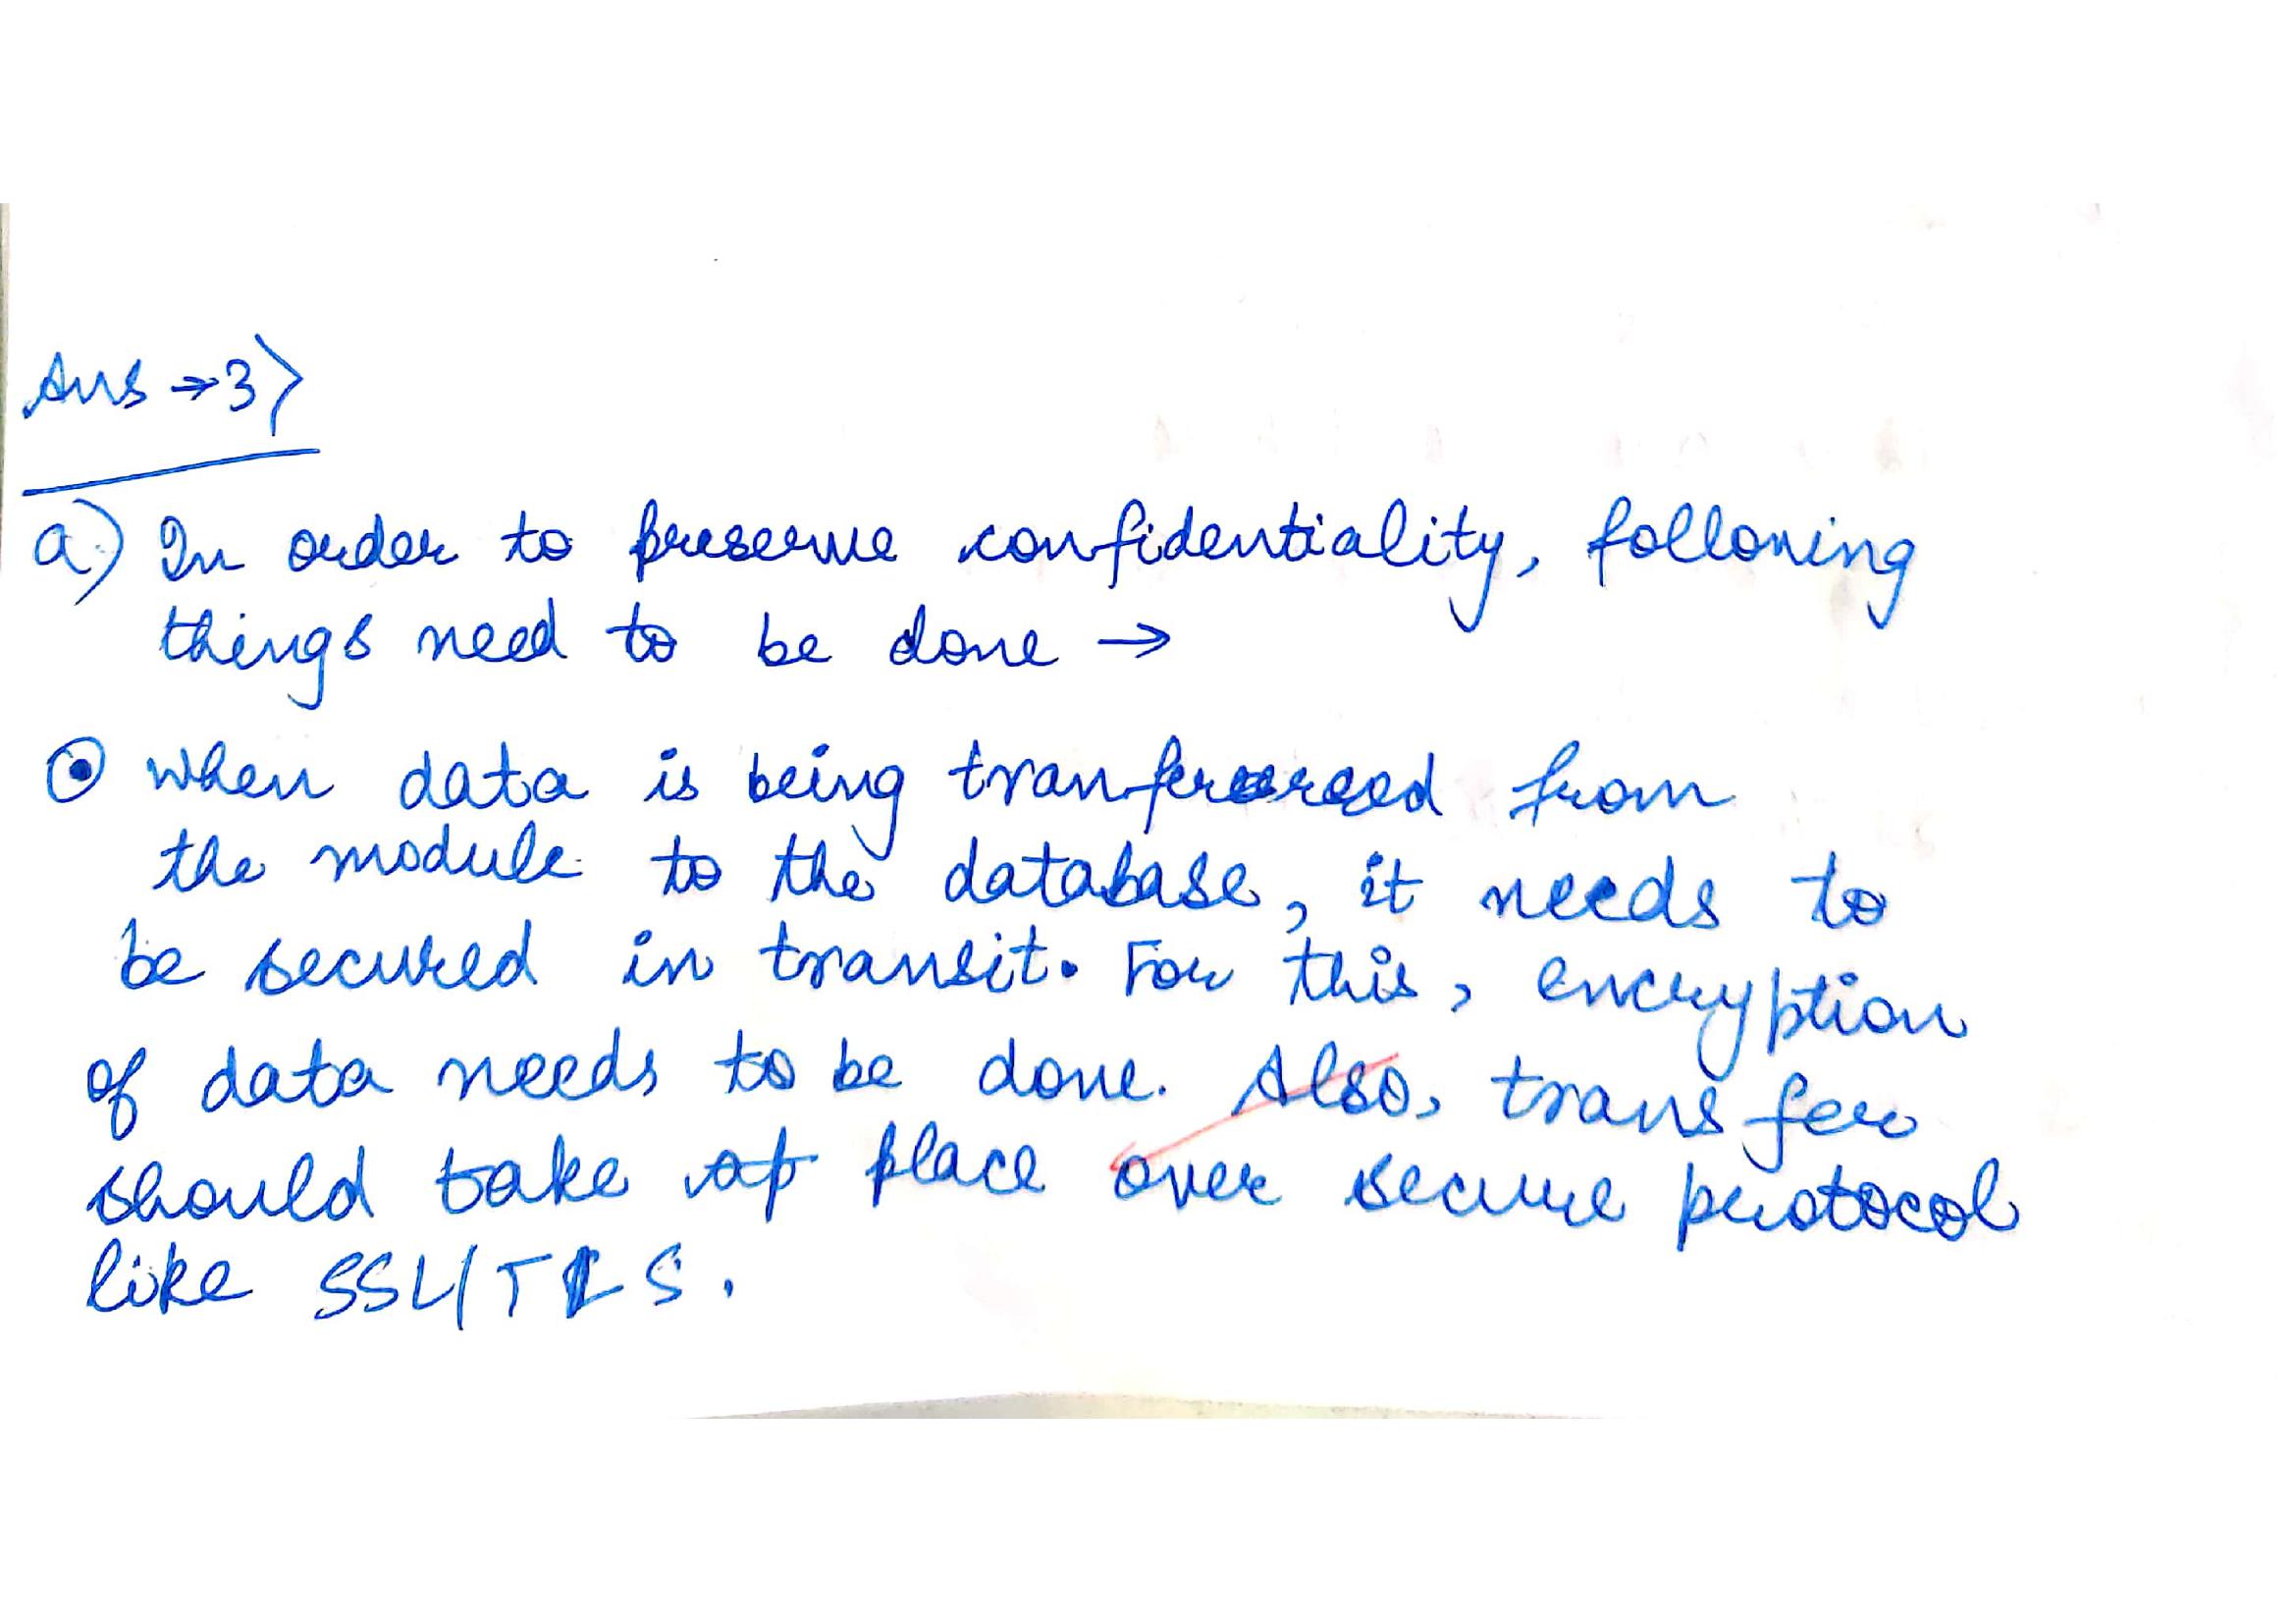 Ans → 3)
a) In order to preserve confidentiality, following
things need to be done →
⊙ When data is being tranferred from
the module to the database, it needs to
be secured in transit. For this, encryption
of data needs to be done. Also, transfer
should take place over secure protocol
like SSL/TLS.